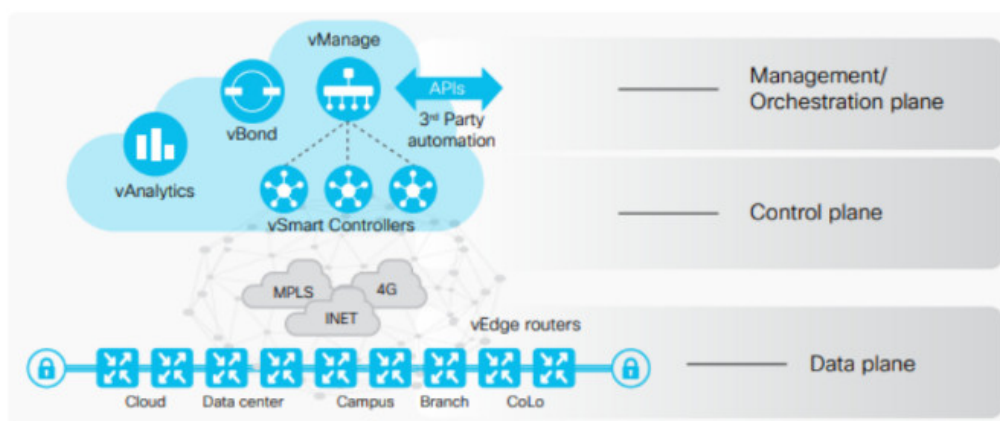 vManage
APIs
3rd Party
automation
vBond
vAnalytics
vSmart Controllers
Management/
Orchestration plane
Control plane
MPLS
4G
INET
vEdge routers
Cloud
Data center
Campus
Branch
CoLo
Data plane